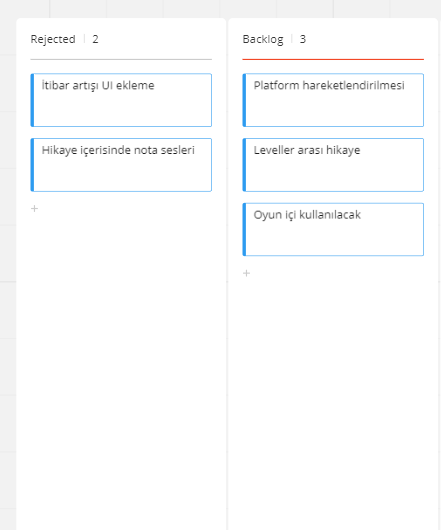 Rejected 2
İtibar artışı UI ekleme
Hikaye içerisinde nota sesleri
+
Backlog 3
Platform hareketlendirilmesi
Leveller arası hikaye
Oyun içi kullanılacak
+